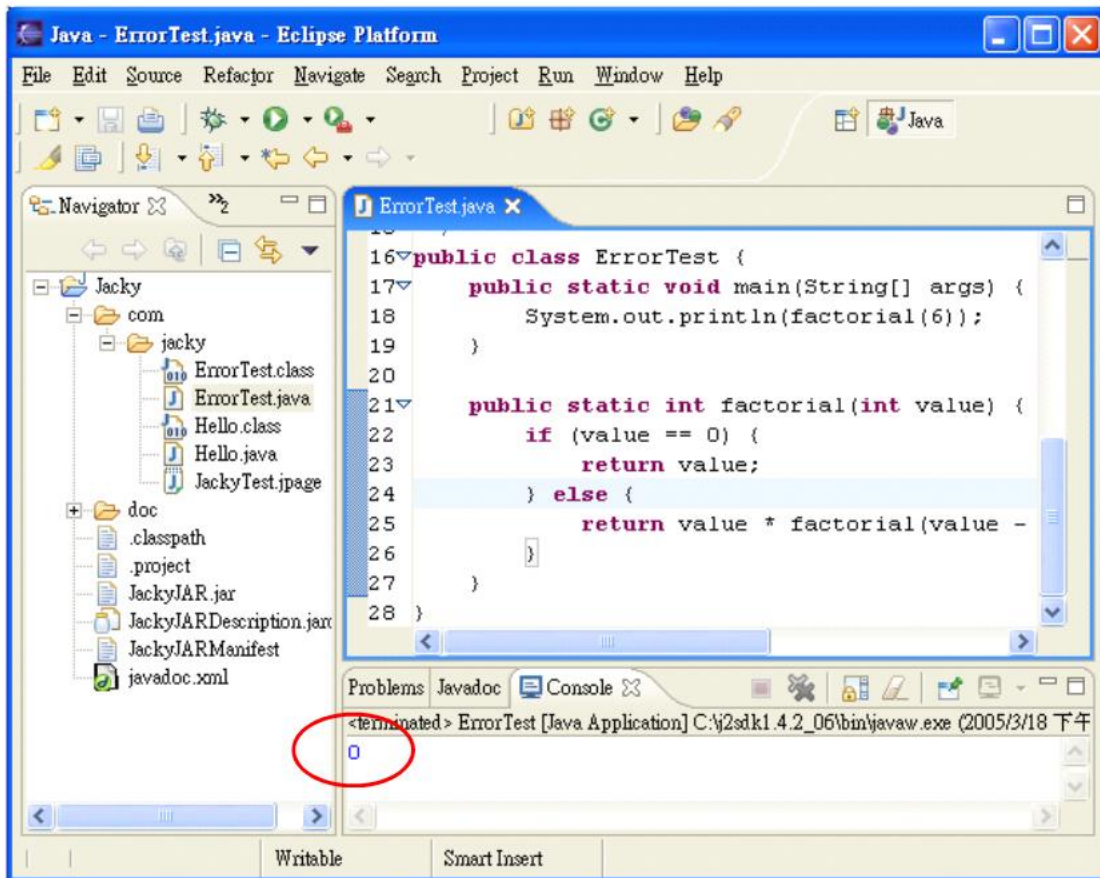 Java - ErrorTest.java - Eclipse Platform
File Edit Source Refactor Navigate Search Project Run Window Help
Java
Navigator
»2
Jacky
com
jacky
ErrorTest.class
ErrorTest.java
Hello.class
Hello.java
JackyTest.jpage
doc
.classpath
.project
JackyJAR.jar
JackyJARDescription.jar
JackyJARManifest
javadoc.xml
ErrorTest.java
16 public class ErrorTest {
17 public static void main(String[] args) {
18 System.out.println(factorial(6));
19 }
20
21 public static int factorial(int value) {
22 if (value == 0) {
23 return value;
24 } else {
25 return value * factorial(value -
26 }
27 }
28 }
Problems Javadoc Console
<terminated> ErrorTest [Java Application] C:\j2sdk1.4.2_06\bin\javaw.exe (2005/3/18 下午
0
Writable Smart Insert